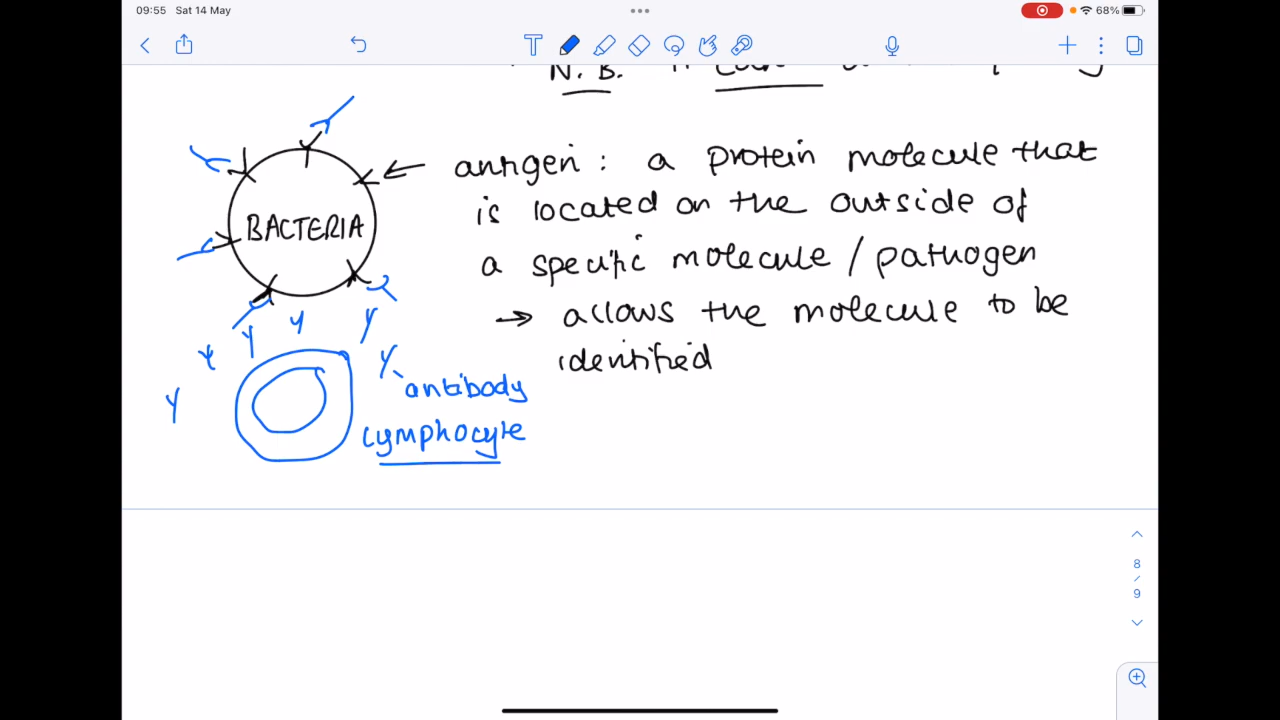 09:55 Sat 14 May
68%
N. B.
BACTERIA
antigen : a protein molecule that
is located on the outside of
a specific molecule / pathogen
→ allows the molecule to be
identified
antibody
lymphocyte
8
/
9